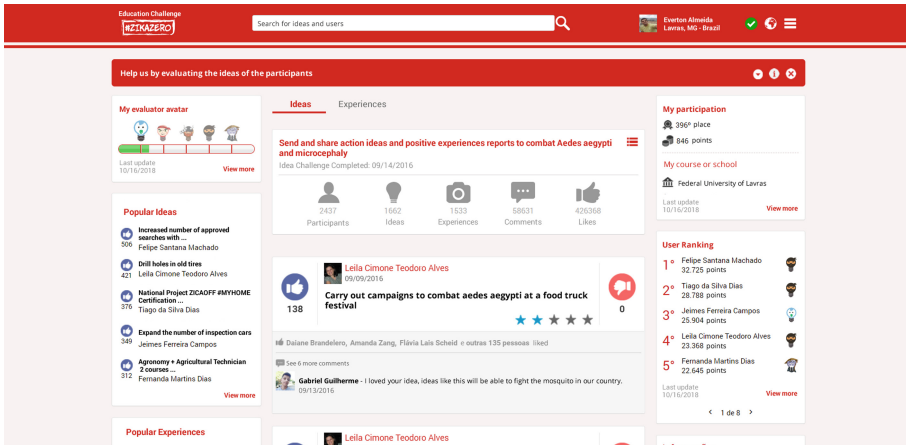 Education Challenge
#ZIKAZERO
Search for ideas and users
Everton Almeida
Lavras, MG - Brazil
Help us by evaluating the ideas of the participants
My evaluator avatar
Last update
10/16/2018
View more
Popular Ideas
506
Increased number of approved
searches with ...
Felipe Santana Machado
421
Drill holes in old tires
Leila Cimone Teodoro Alves
376
National Project ZICAOFF #MYHOME
Certification ...
Tiago da Silva Dias
349
Expand the number of inspection cars
Jeimes Ferreira Campos
312
Agronomy + Agricultural Technician
2 courses ...
Fernanda Martins Dias
View more
Popular Experiences
Ideas
Experiences
Send and share action ideas and positive experiences reports to combat Aedes aegypti
and microcephaly
Idea Challenge Completed: 09/14/2016
2437
Participants
1662
Ideas
1533
Experiences
58631
Comments
426368
Likes
138
Leila Cimone Teodoro Alves
09/09/2016
Carry out campaigns to combat aedes aegypti at a food truck
festival
0
Daiane Brandelero, Amanda Zang, Flávia Laís Scheid e outras 135 pessoas liked
See 6 more comments
Gabriel Guilherme - I loved your idea, ideas like this will be able to fight the mosquito in our country.
09/13/2016
Leila Cimone Teodoro Alves
My participation
396º place
846 points
My course or school
Federal University of Lavras
Last update
10/16/2018
View more
User Ranking
1º Felipe Santana Machado
32.725 points
2º Tiago da Silva Dias
28.788 points
3º Jeimes Ferreira Campos
25.904 points
4º Leila Cimone Teodoro Alves
23.368 points
5º Fernanda Martins Dias
22.645 points
Last update
10/16/2018
View more
1 de 8